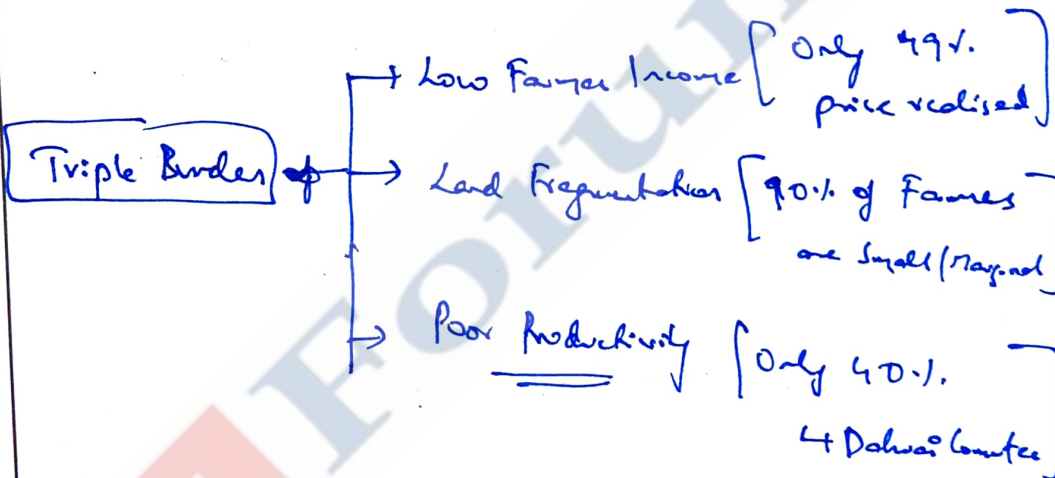 Triple Burden
→ Low Farmer Income [Only 49%
price realised]
→ Land Fragmentation [90% of Farmers
are Small/Marginal]
→ Poor Productivity [Only 40%.
↳ Dalwai Committee]
Forum